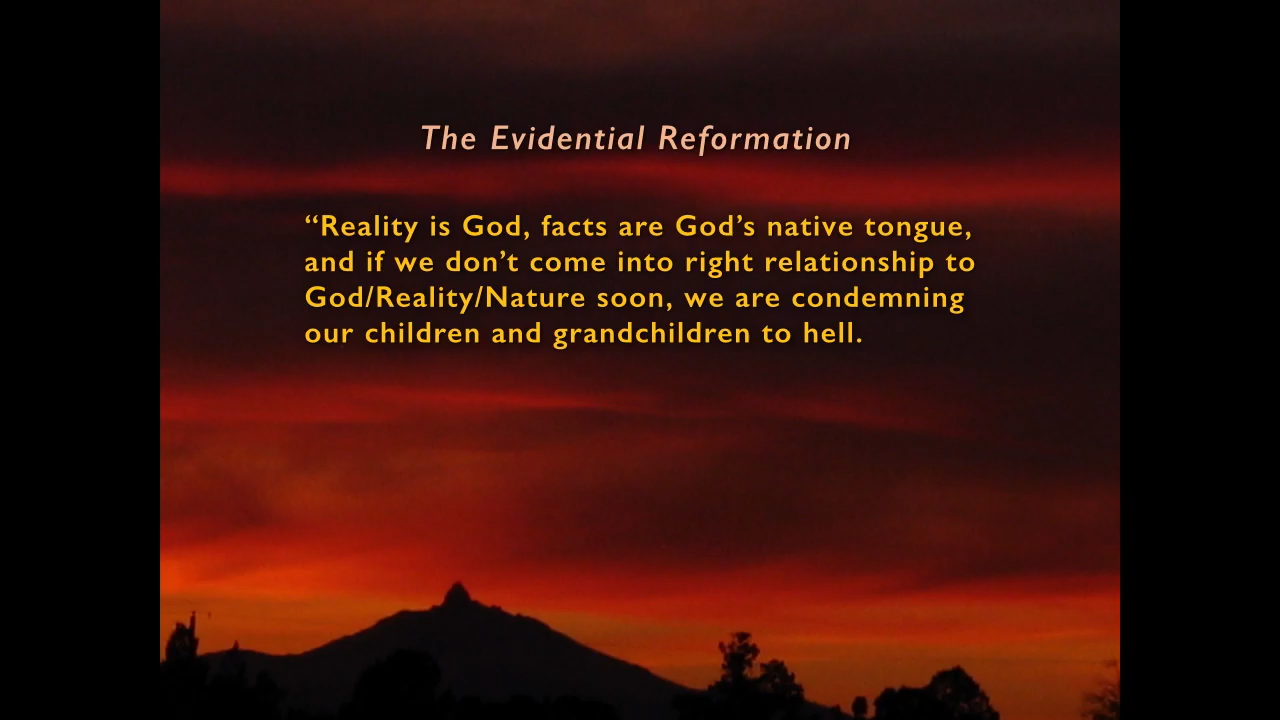 The Evidential Reformation
“Reality is God, facts are God’s native tongue,
and if we don’t come into right relationship to
God/Reality/Nature soon, we are condemning
our children and grandchildren to hell.